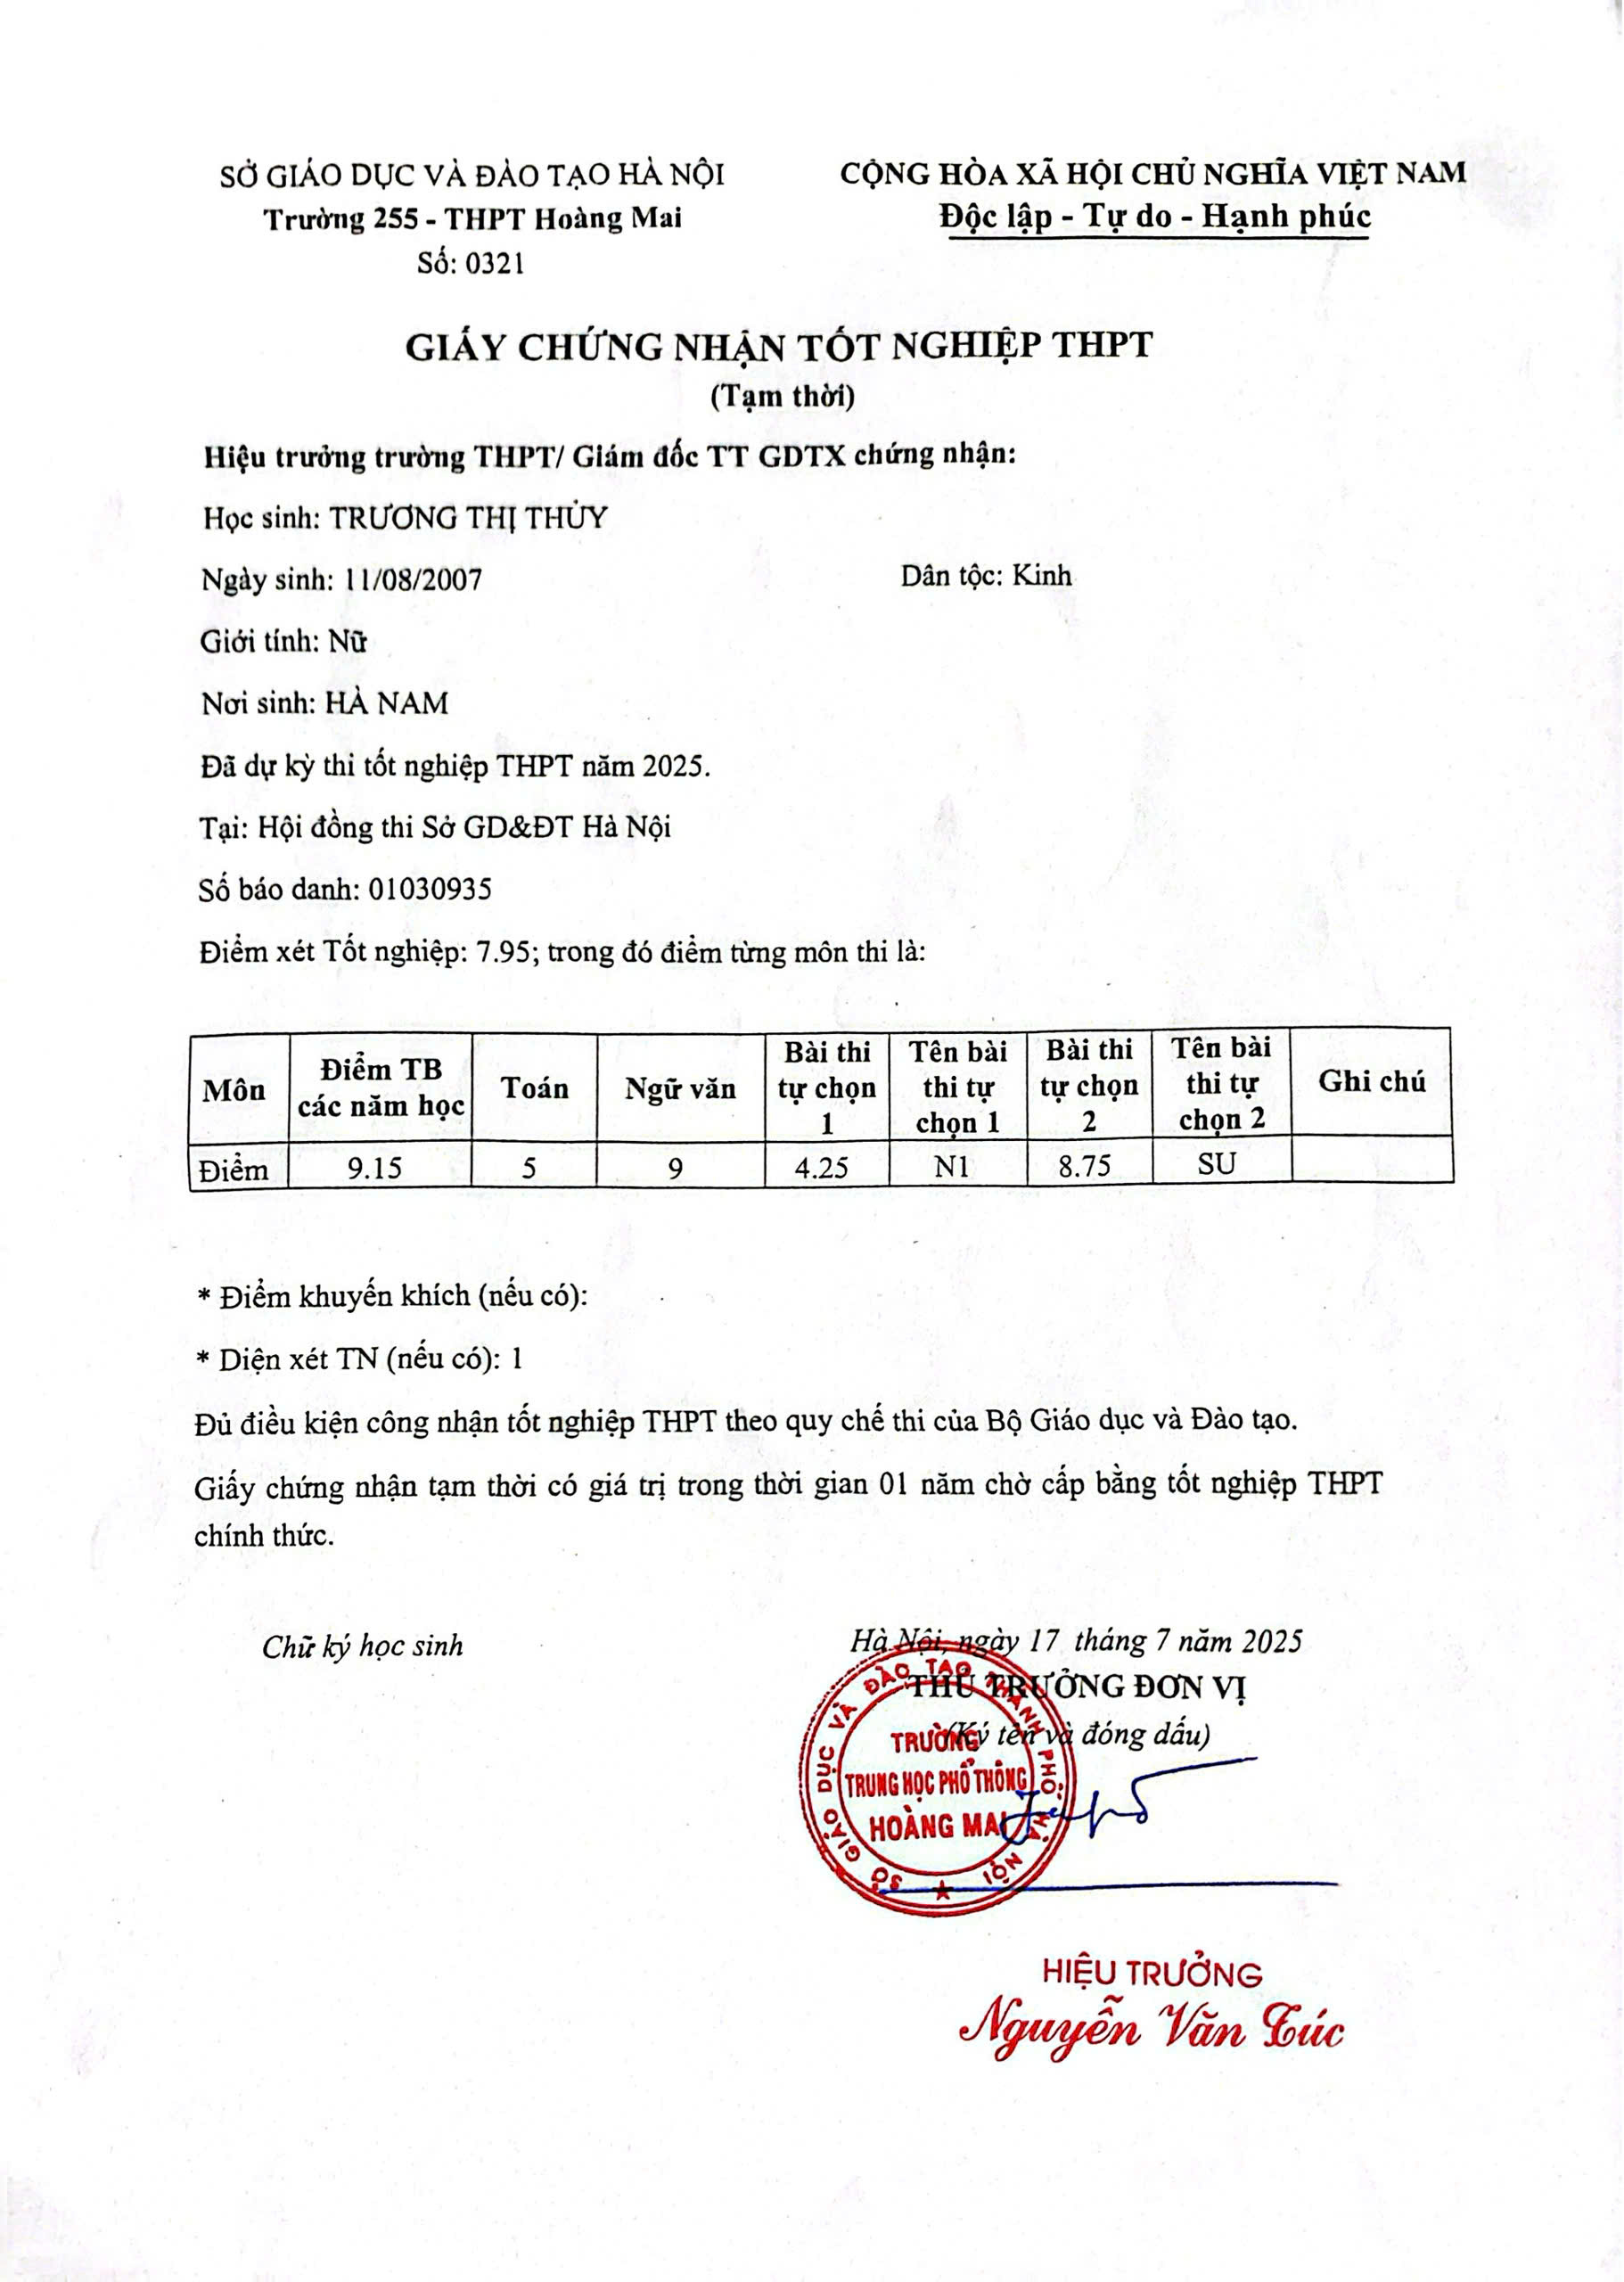 SỞ GIÁO DỤC VÀ ĐÀO TẠO HÀ NỘI
Trường 255 - THPT Hoàng Mai
Số: 0321
CỘNG HÒA XÃ HỘI CHỦ NGHĨA VIỆT NAM
Độc lập - Tự do - Hạnh phúc
GIẤY CHỨNG NHẬN TỐT NGHIỆP THPT
(Tạm thời)
Hiệu trưởng trường THPT/ Giám đốc TT GDTX chứng nhận:
Học sinh: TRƯƠNG THỊ THỦY
Ngày sinh: 11/08/2007 Dân tộc: Kinh
Giới tính: Nữ
Nơi sinh: HÀ NAM
Đã dự kỳ thi tốt nghiệp THPT năm 2025.
Tại: Hội đồng thi Sở GD&ĐT Hà Nội
Số báo danh: 01030935
Điểm xét Tốt nghiệp: 7.95; trong đó điểm từng môn thi là:
Môn | Điểm TB các năm học | Toán | Ngữ văn | Bài thi tự chọn 1 | Tên bài thi tự chọn 1 | Bài thi tự chọn 2 | Tên bài thi tự chọn 2 | Ghi chú
Điểm | 9.15 | 5 | 9 | 4.25 | N1 | 8.75 | SU
* Điểm khuyến khích (nếu có):
* Diện xét TN (nếu có): 1
Đủ điều kiện công nhận tốt nghiệp THPT theo quy chế thi của Bộ Giáo dục và Đào tạo.
Giấy chứng nhận tạm thời có giá trị trong thời gian 01 năm chờ cấp bằng tốt nghiệp THPT
chính thức.
Chữ ký học sinh
Hà Nội, ngày 17 tháng 7 năm 2025
THỦ TRƯỞNG ĐƠN VỊ
(Ký tên và đóng dấu)
SỞ GIÁO DỤC VÀ ĐÀO TẠO THÀNH PHỐ HÀ NỘI
TRƯỜNG
TRUNG HỌC PHỔ THÔNG
HOÀNG MAI
HIỆU TRƯỞNG
Nguyễn Văn Túc